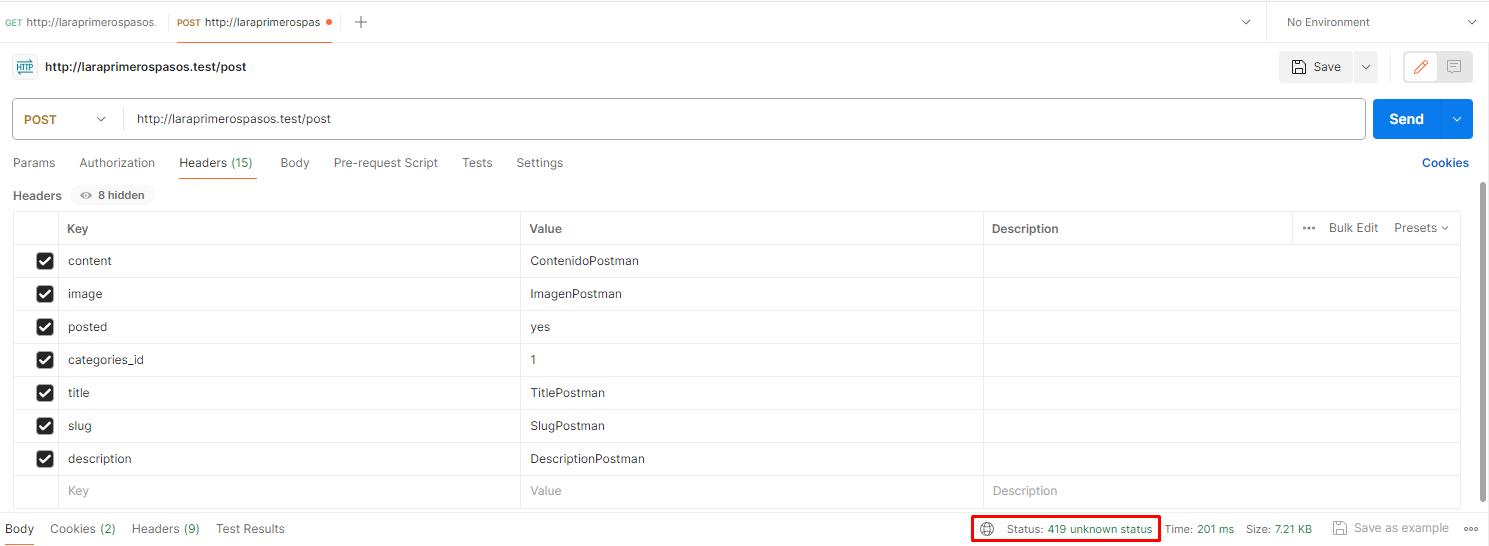 GET http://laraprimerospasos. POST http://laraprimerospas No Environment
HTTP http://laraprimerospasos.test/post Save
POST http://laraprimerospasos.test/post Send
Params Authorization Headers (15) Body Pre-request Script Tests Settings Cookies
Headers 8 hidden
Key Value Description ••• Bulk Edit Presets
content ContenidoPostman
image ImagenPostman
posted yes
categories_id 1
title TitlePostman
slug SlugPostman
description DescriptionPostman
Key Value Description
Body Cookies (2) Headers (9) Test Results Status: 419 unknown status Time: 201 ms Size: 7.21 KB Save as example